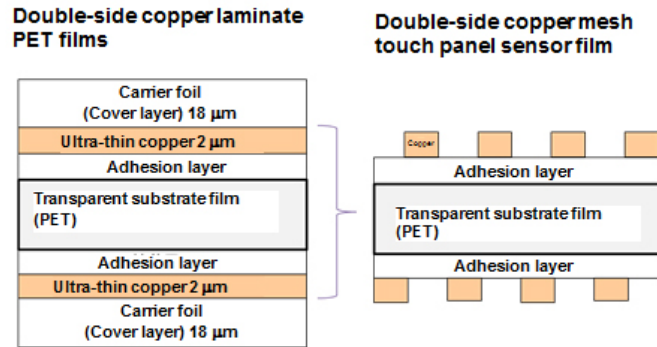 Double-side copper laminate
PET films
Carrier foil
(Cover layer) 18 μm
Ultra-thin copper 2 μm
Adhesion layer
Transparent substrate film
(PET)
Adhesion layer
Ultra-thin copper 2 μm
Carrier foil
(Cover layer) 18 μm
Double-side copper mesh
touch panel sensor film
Copper
Adhesion layer
Transparent substrate film
(PET)
Adhesion layer